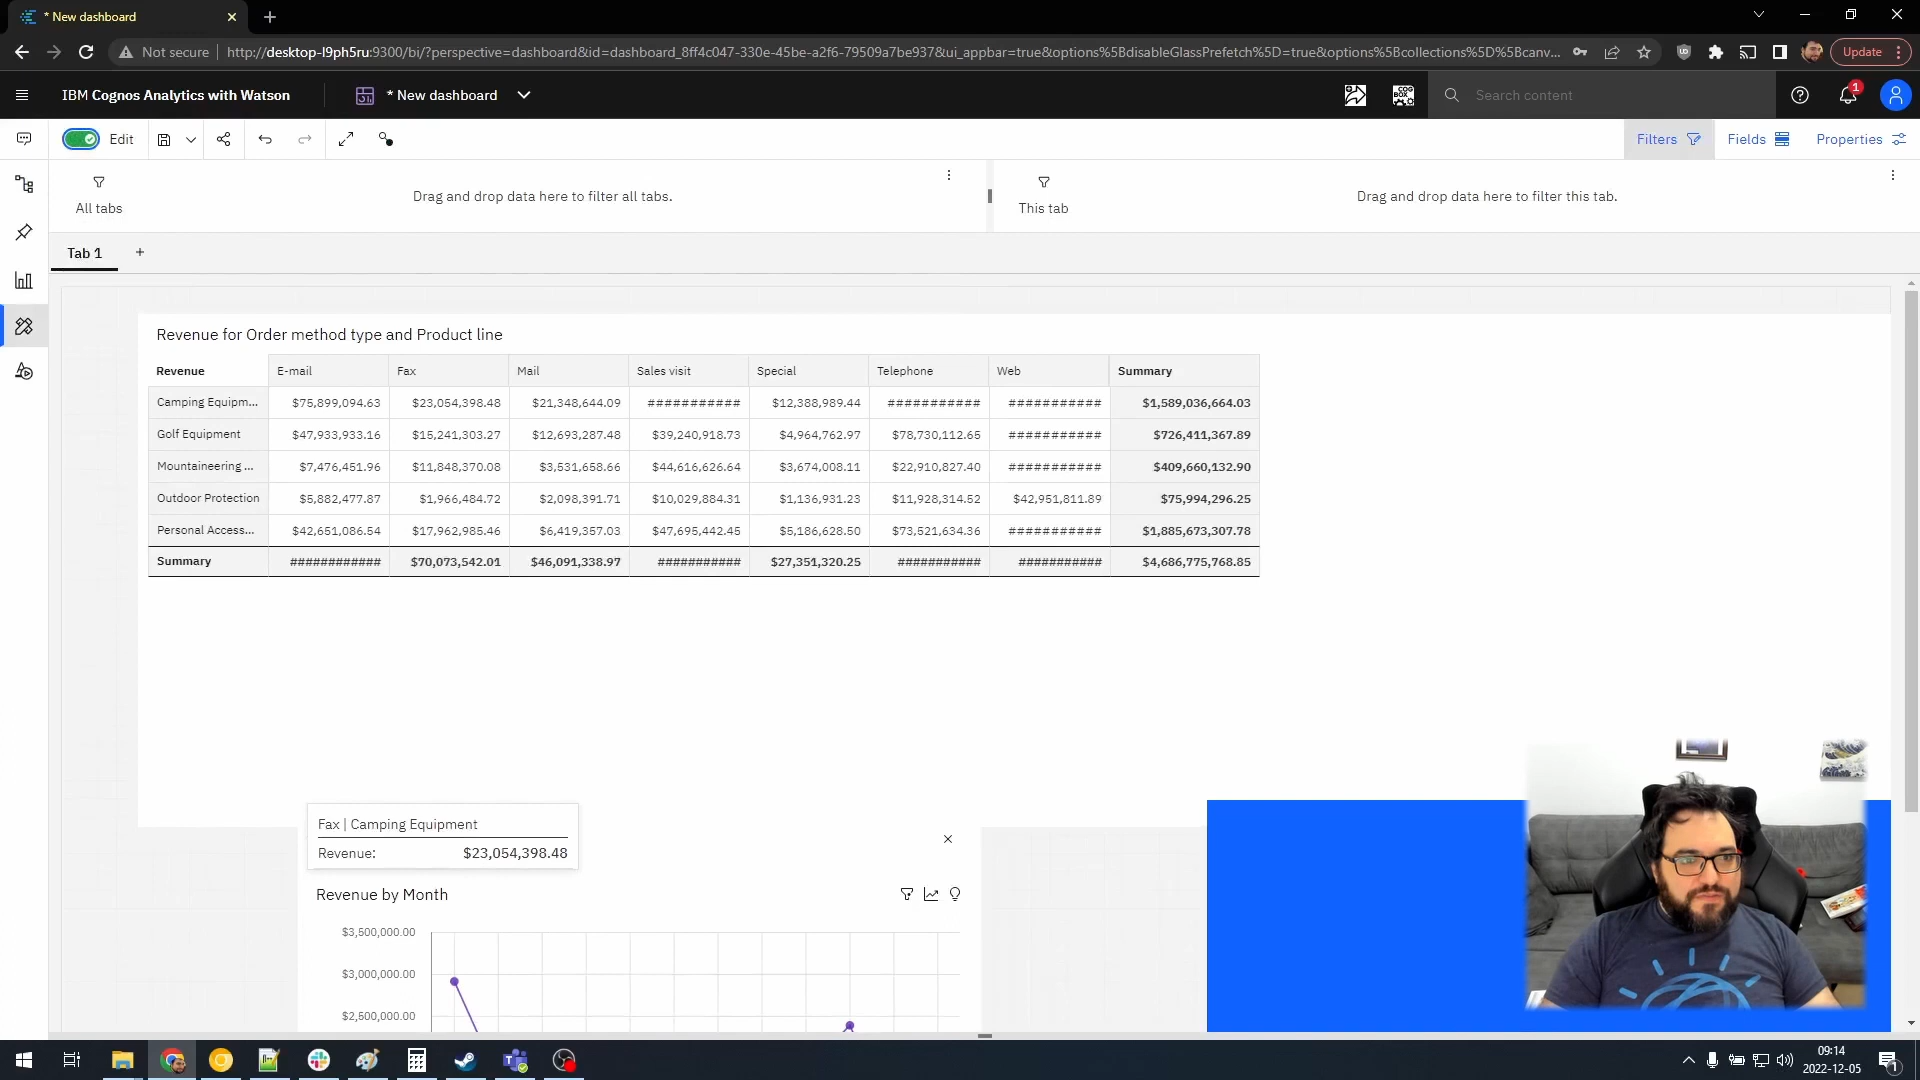 * New dashboard
Not secure http://desktop-l9ph5ru:9300/bi/?perspective=dashboard&id=dashboard_8ff4c047-330e-45be-a2f6-79509a7be937&ui_appbar=true&options%5BdisableGlassPrefetch%5D=true&options%5Bcollections%5D%5Bcanv... Update
IBM Cognos Analytics with Watson * New dashboard Search content 1
Edit Filters Fields Properties
All tabs Drag and drop data here to filter all tabs. This tab Drag and drop data here to filter this tab.
Tab 1 +
Revenue for Order method type and Product line
Revenue E-mail Fax Mail Sales visit Special Telephone Web Summary
Camping Equipm... $75,899,094.63 $23,054,398.48 $21,348,644.09 ########### $12,388,989.44 ########### ########### $1,589,036,664.03
Golf Equipment $47,933,933.16 $15,241,303.27 $12,693,287.48 $39,240,918.73 $4,964,762.97 $78,730,112.65 ########### $726,411,367.89
Mountaineering ... $7,476,451.96 $11,848,370.08 $3,531,658.66 $44,616,626.64 $3,674,008.11 $22,910,827.40 ########### $409,660,132.90
Outdoor Protection $5,882,477.87 $1,966,484.72 $2,098,391.71 $10,029,884.31 $1,136,931.23 $11,928,314.52 $42,951,811.89 $75,994,296.25
Personal Access... $42,651,086.54 $17,962,985.46 $6,419,357.03 $47,695,442.45 $5,186,628.50 $73,521,634.36 ########### $1,885,673,307.78
Summary ############ $70,073,542.01 $46,091,338.97 ########### $27,351,320.25 ########### ########### $4,686,775,768.85
Fax | Camping Equipment
Revenue: $23,054,398.48
Revenue by Month
$3,500,000.00
$3,000,000.00
$2,500,000.00
09:14
2022-12-05